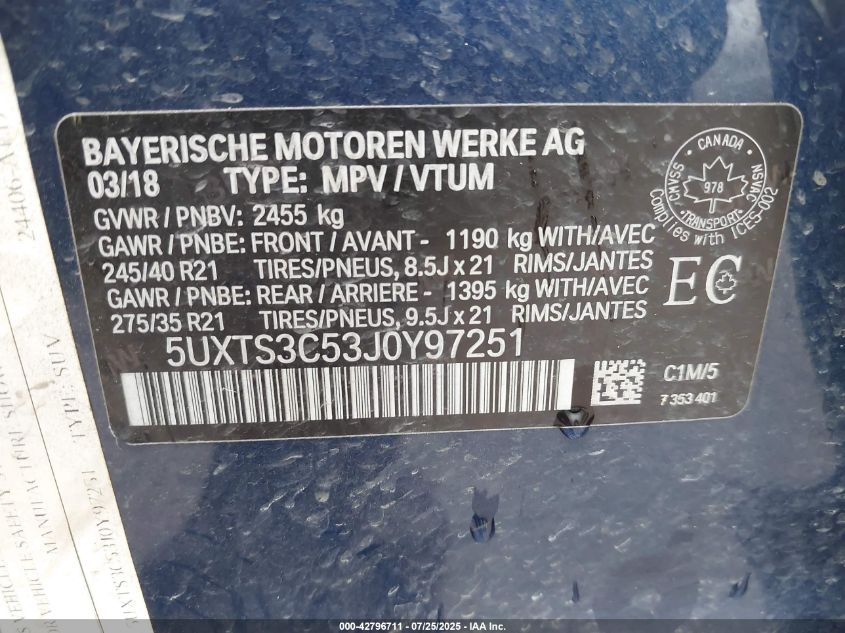 BAYERISCHE MOTOREN WERKE AG
03/18 TYPE: MPV / VTUM
GVWR / PNBV: 2455 kg
GAWR / PNBE: FRONT / AVANT - 1190 kg WITH/AVEC
245/40 R21 TIRES/PNEUS, 8.5J x 21 RIMS/JANTES
GAWR / PNBE: REAR / ARRIERE - 1395 kg WITH/AVEC
275/35 R21 TIRES/PNEUS, 9.5J x 21 RIMS/JANTES
5UXTS3C53J0Y97251
CANADA
CMVSS
NSVAC
978
TRANSPORT
Complies with ICES-002
EC
C1M/5
7 353 401
000-42796711 / 07/25/2025 - IAA Inc.